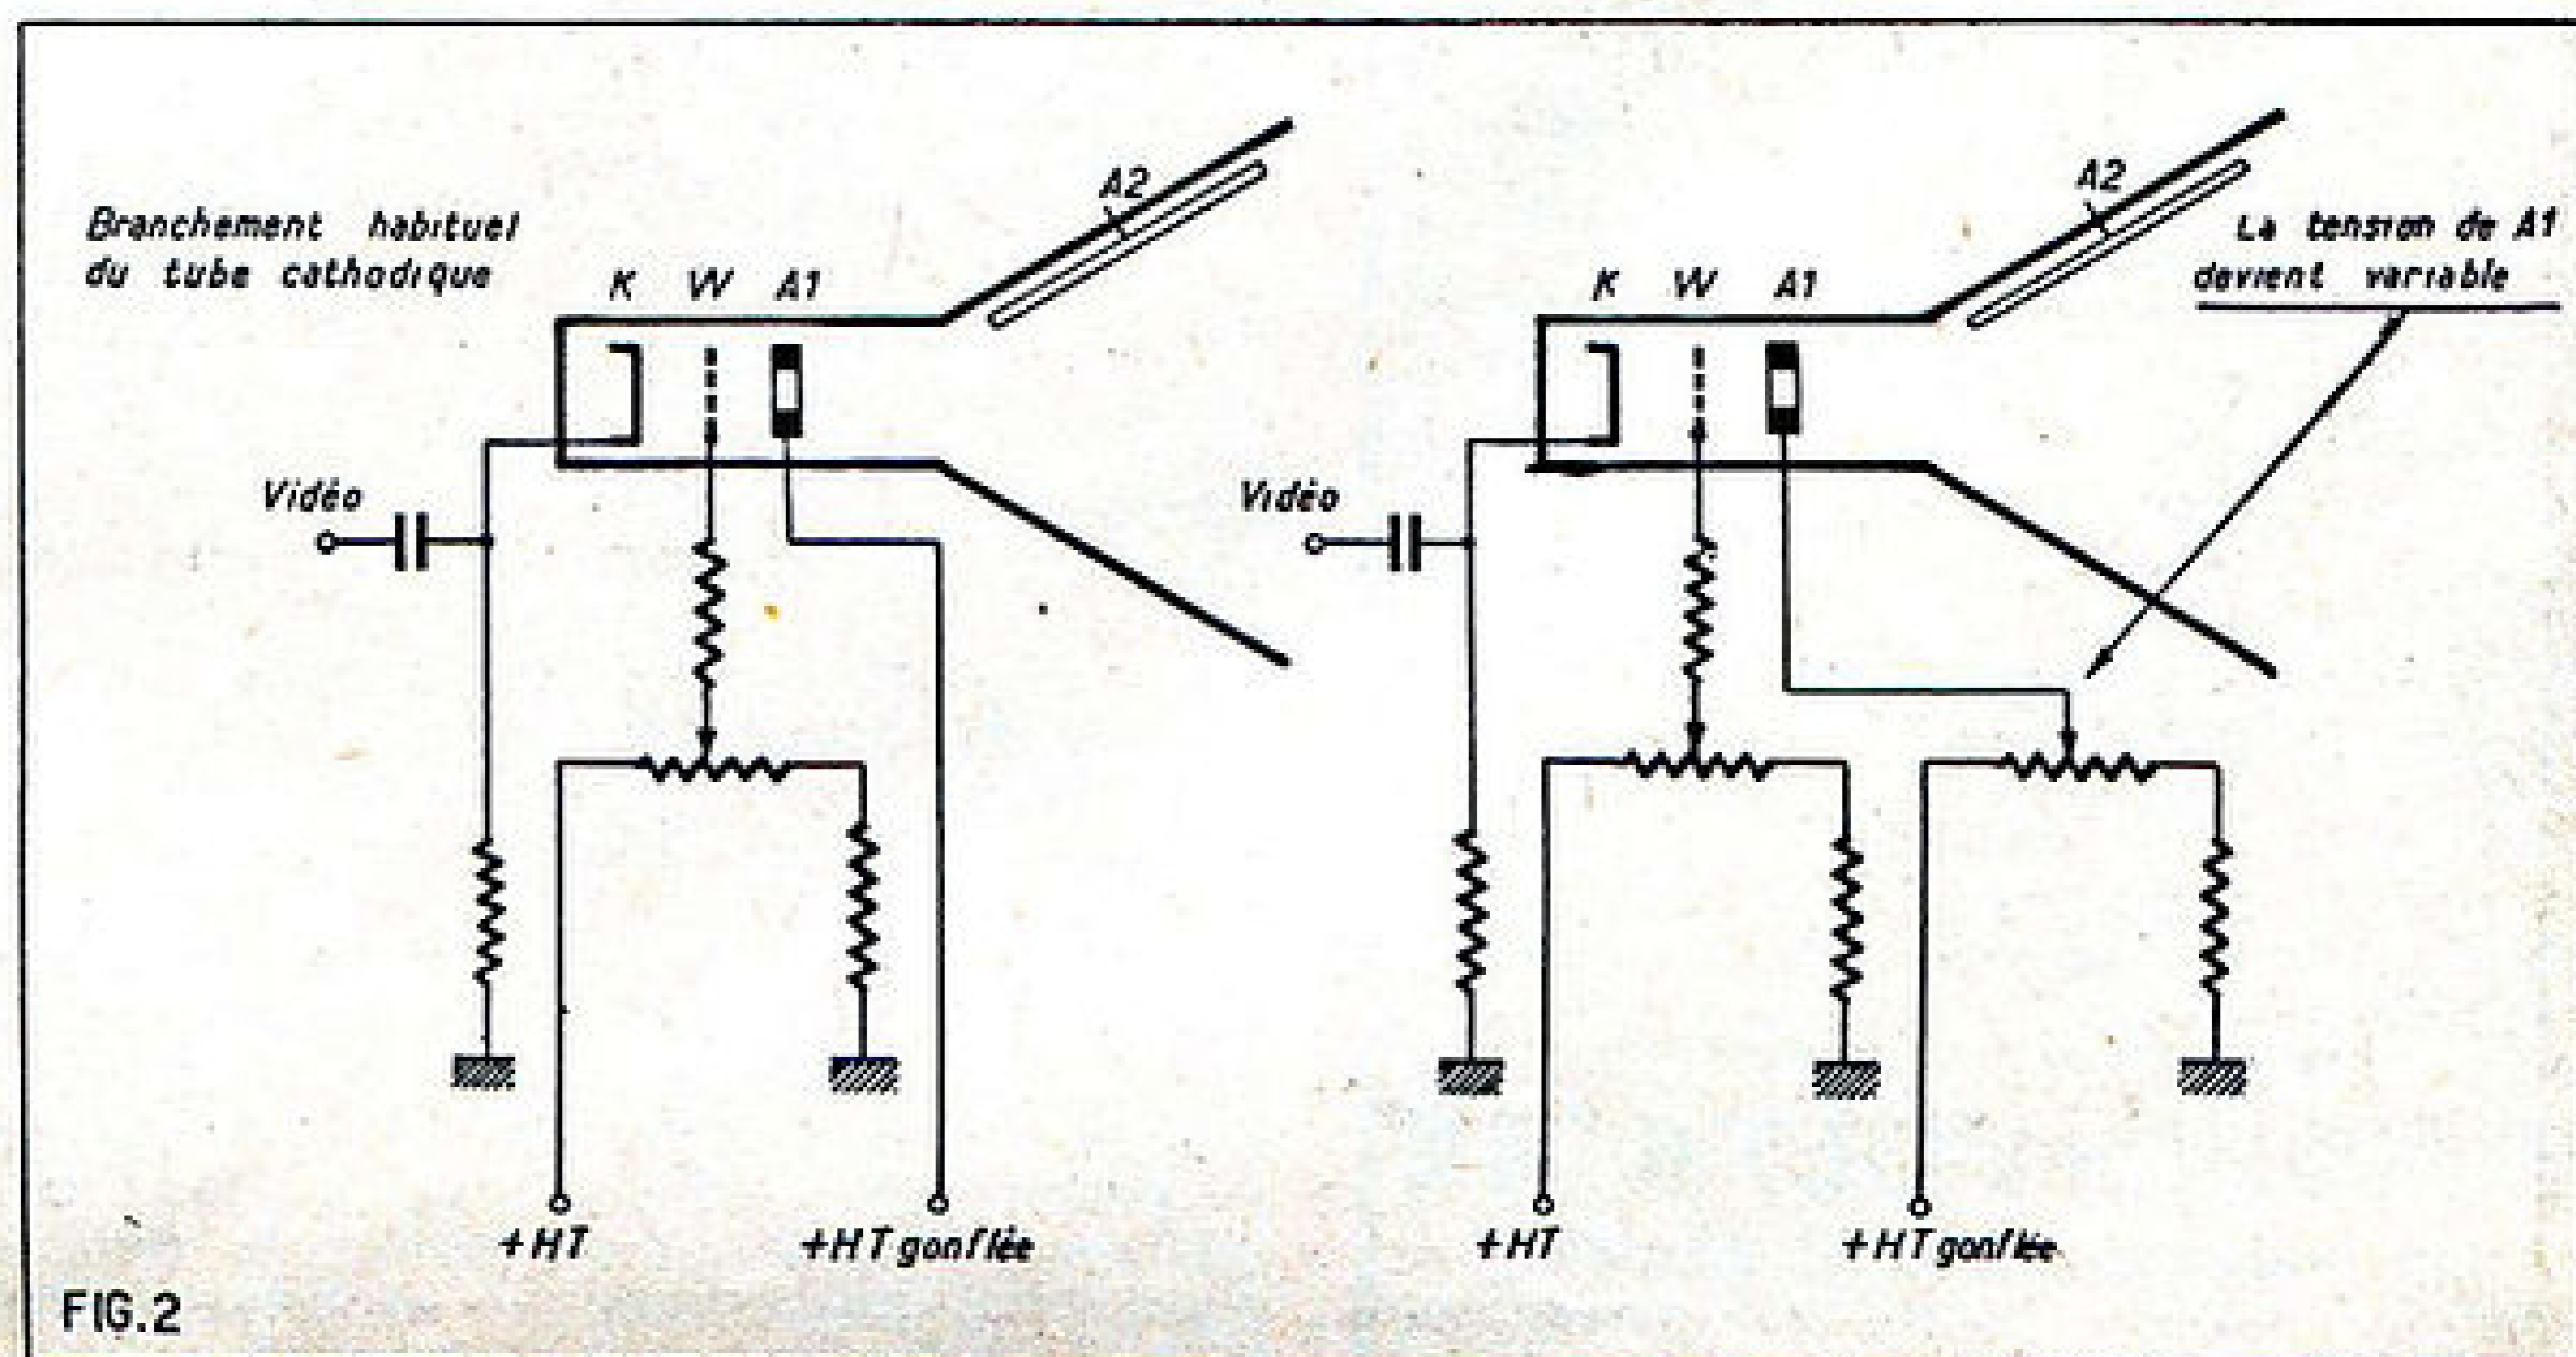 Branchement habituel
du tube cathodique
K W A1
A2
Vidéo
+HT
+HT gonflée
K W A1
A2
La tension de A1
devient variable
Vidéo
+HT
+HT gonflée
FIG.2